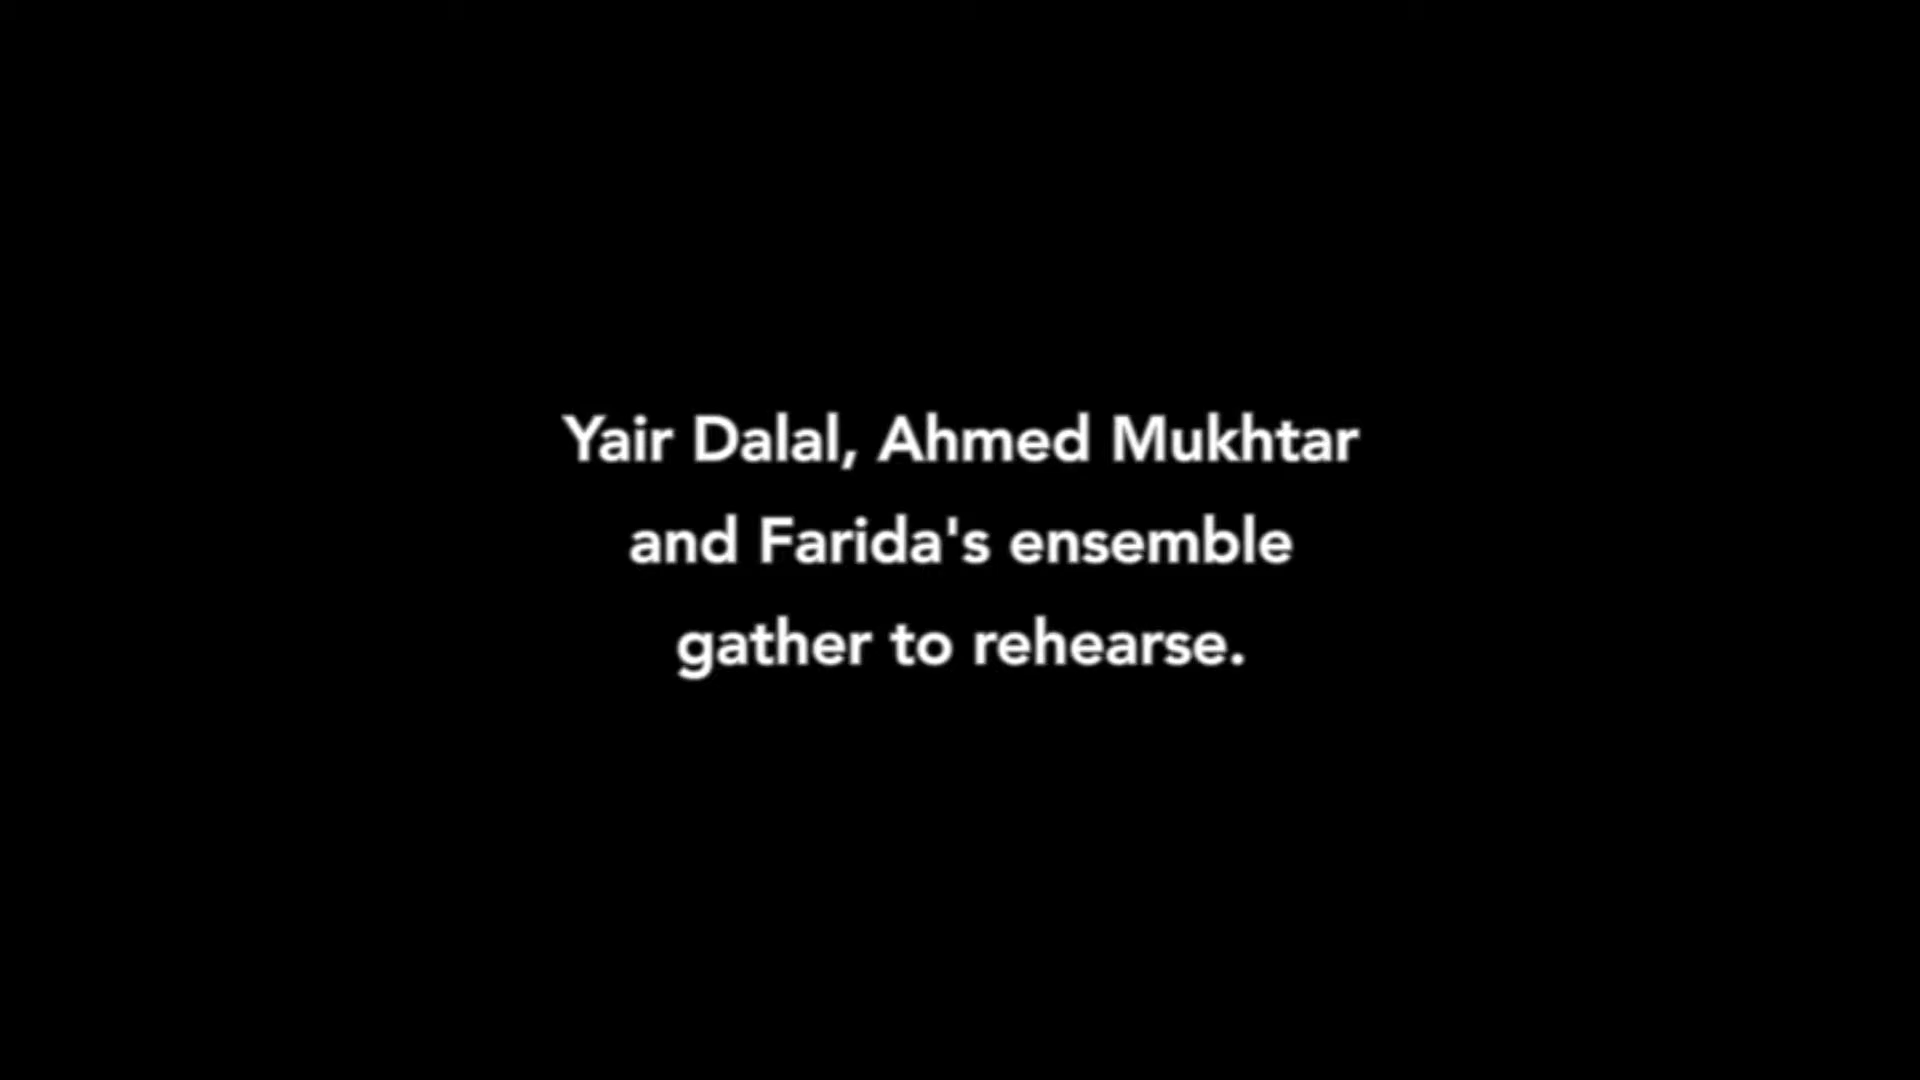 Yair Dalal, Ahmed Mukhtar
and Farida's ensemble
gather to rehearse.